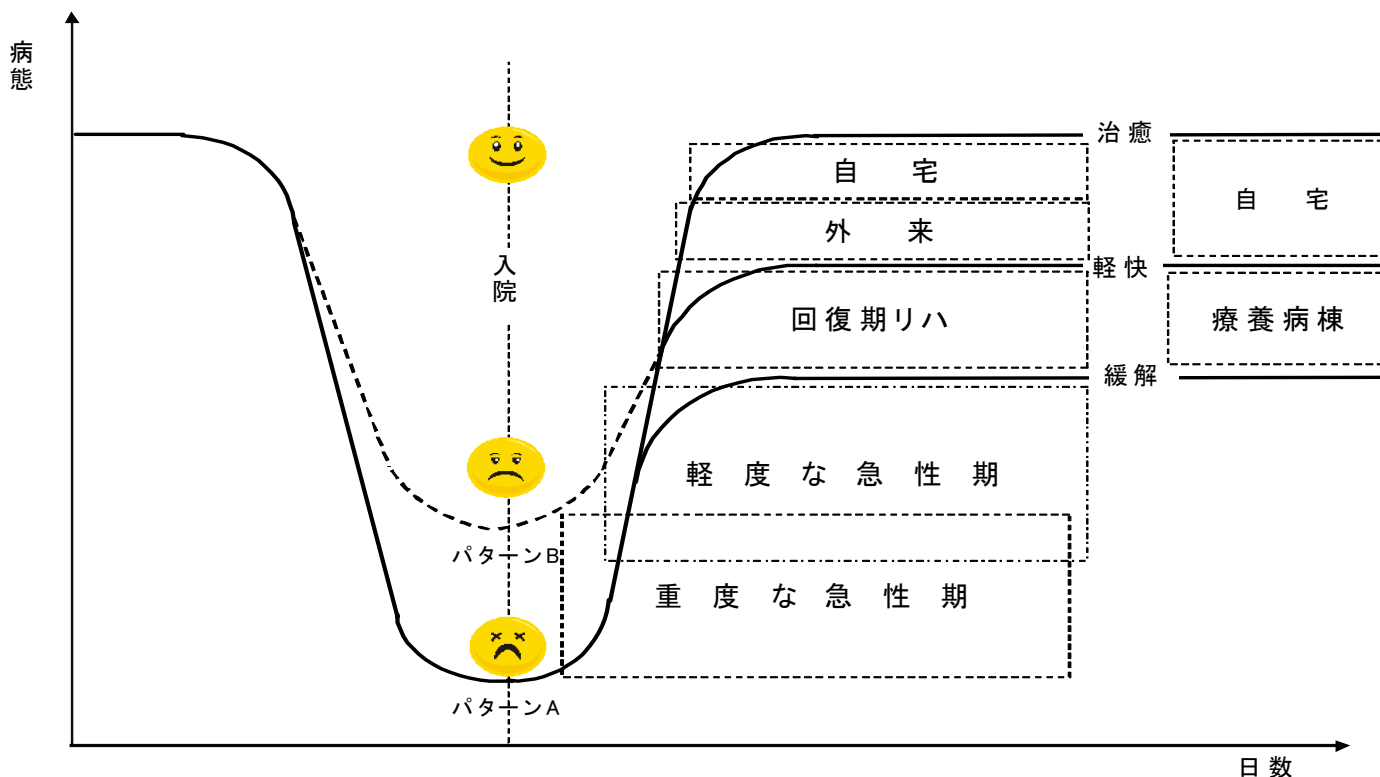 病態
入院
治癒
自宅
自宅
外来
軽快
回復期リハ
療養病棟
緩解
軽度な急性期
パターンB
重度な急性期
パターンA
日数